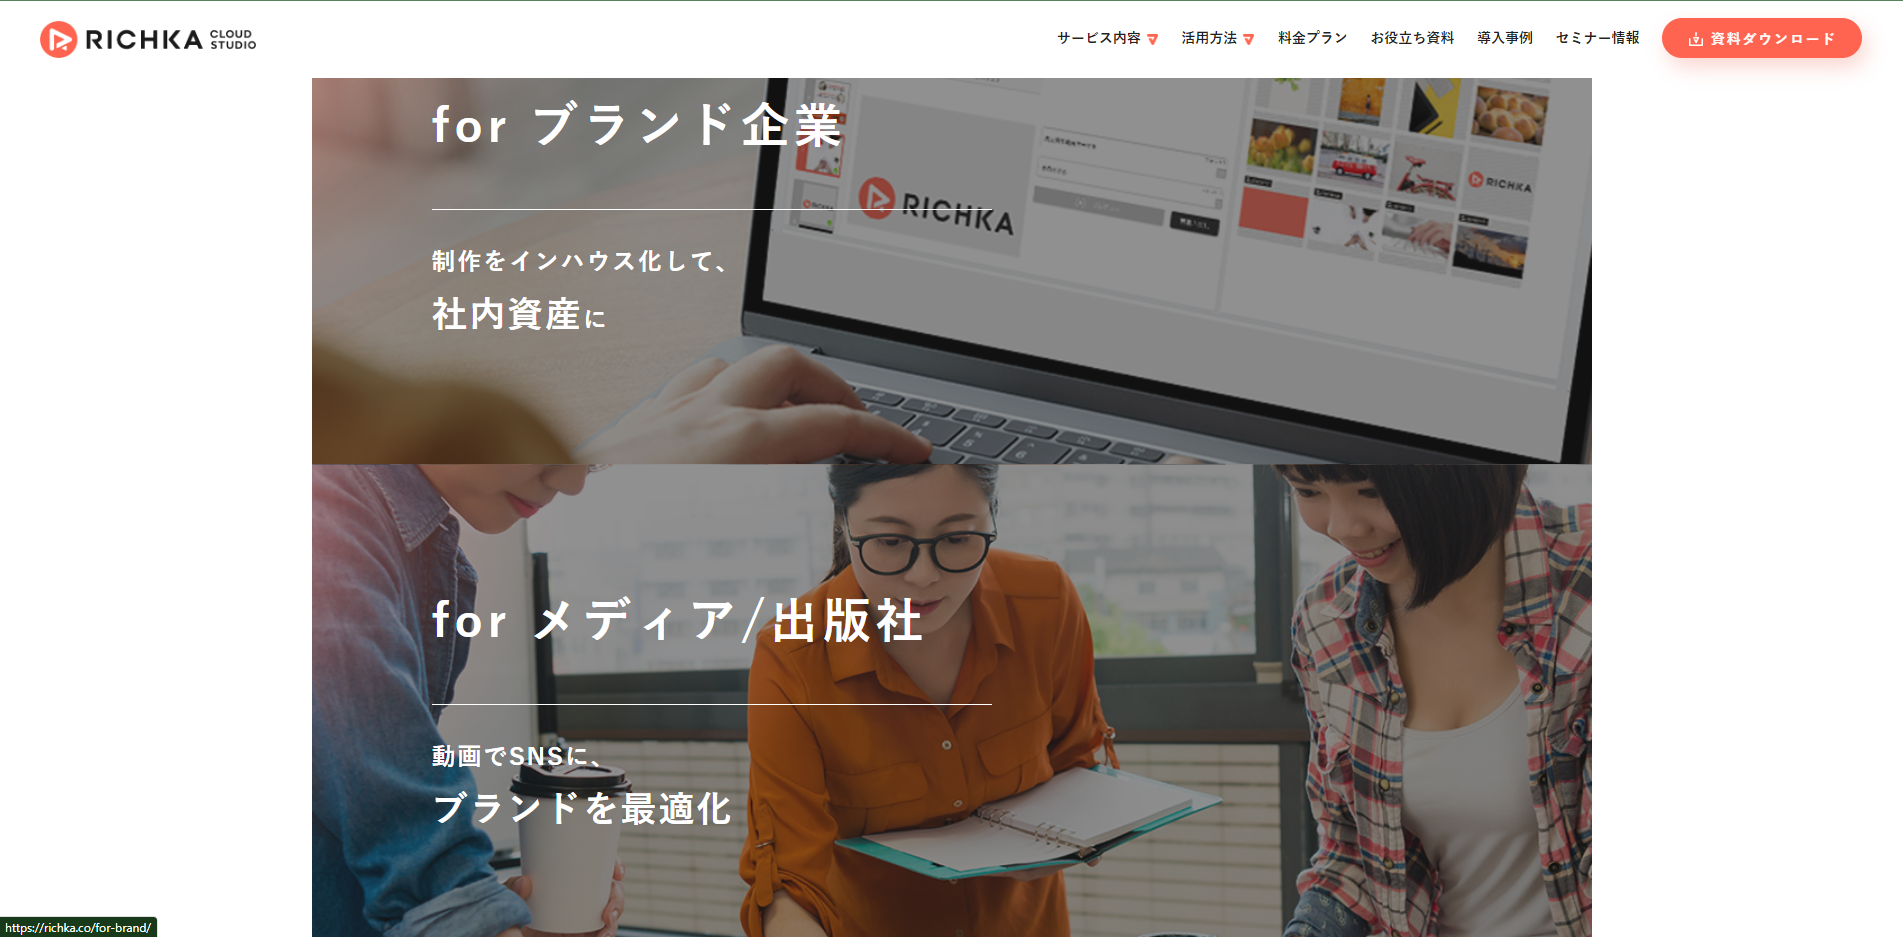 RICHKA CLOUD STUDIO
サービス内容
活用方法
料金プラン
お役立ち資料
導入事例
セミナー情報
資料ダウンロード
for ブランド企業
RICHKA
RICHKA
制作をインハウス化して、
社内資産に
for メディア/出版社
動画でSNSに、
ブランドを最適化
https://richka.co/for-brand/